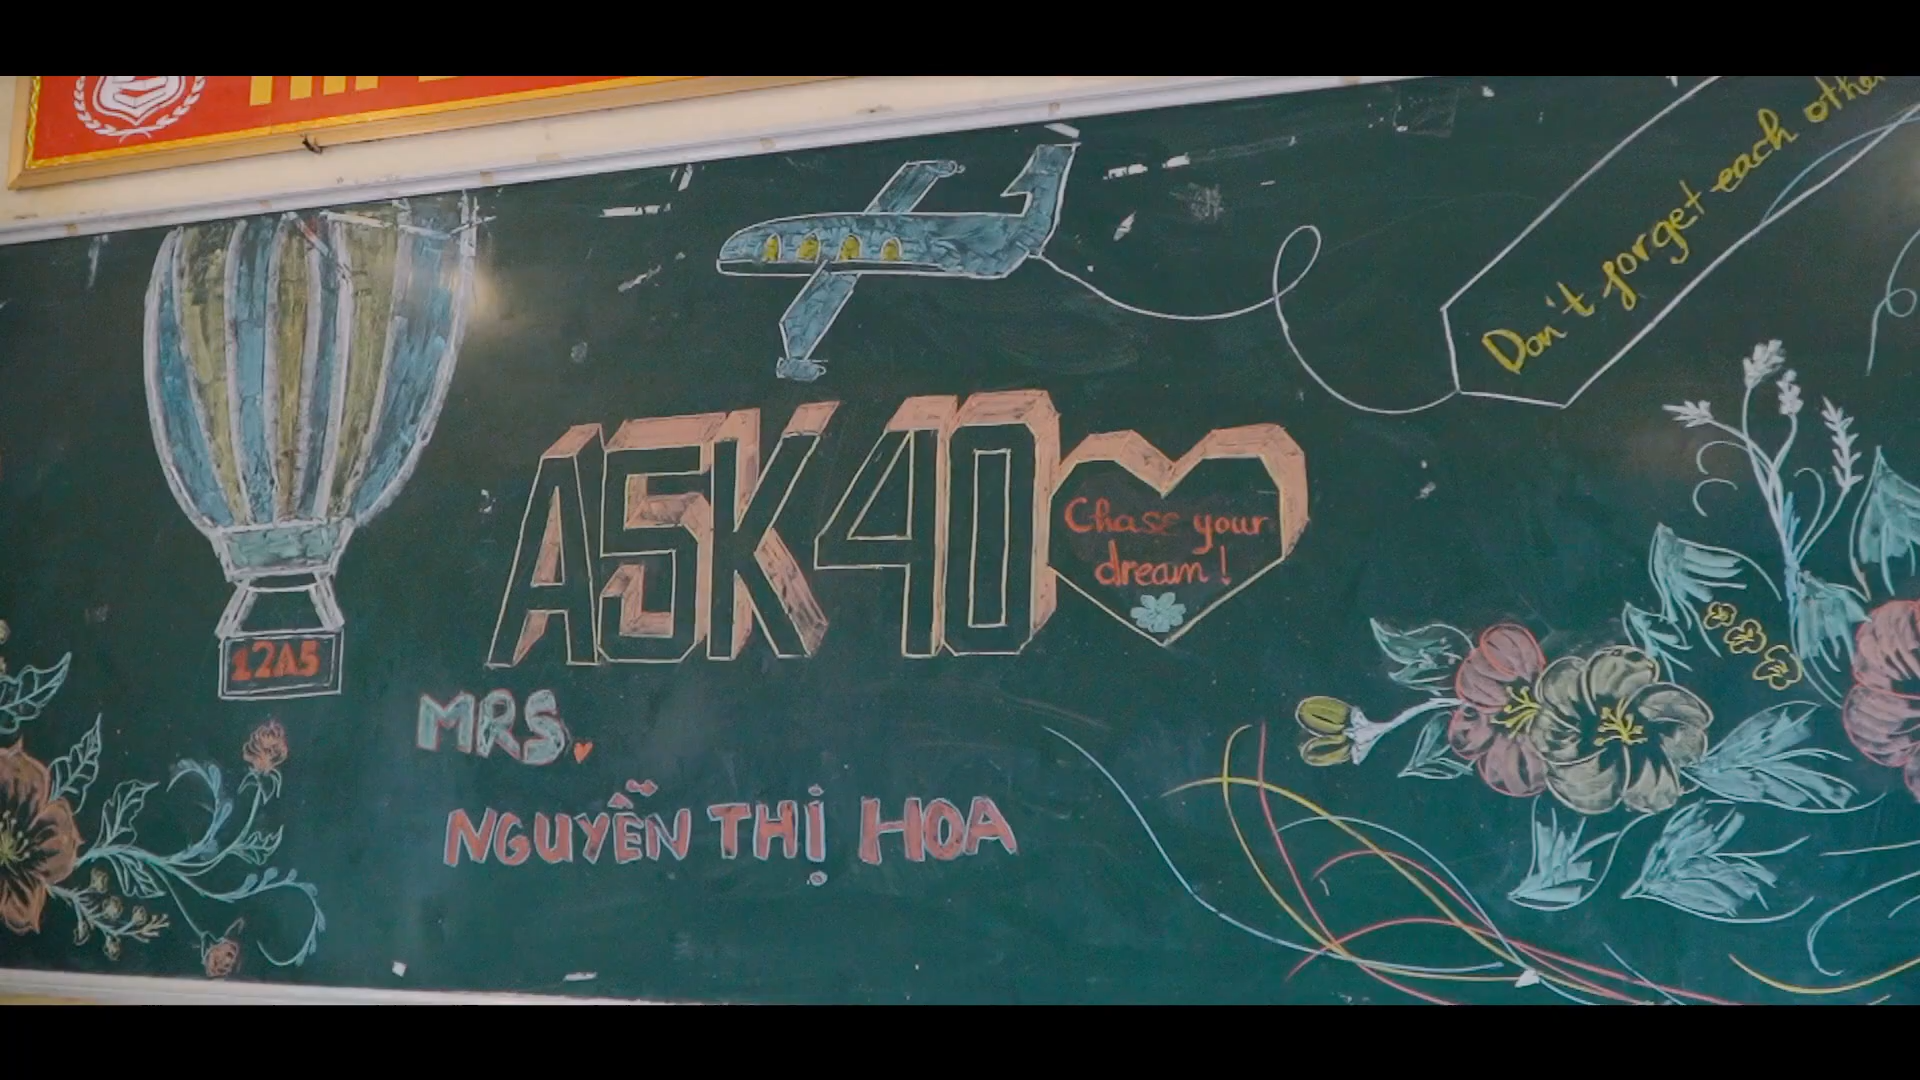 Don't forget each other
A5K40
Chase your
dream!
12A5
MRS.
NGUYỄN THỊ HOA